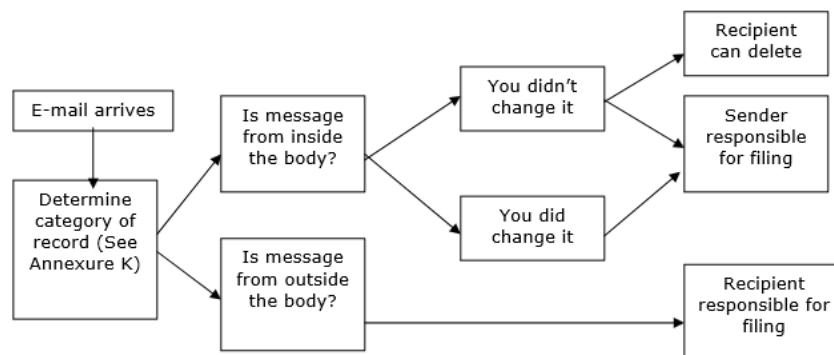 E-mail arrives
Determine
category of
record (See
Annexure K)
Is message
from inside
the body?
Is message
from outside
the body?
You didn’t
change it
You did
change it
Recipient
can delete
Sender
responsible
for filing
Recipient
responsible for
filing